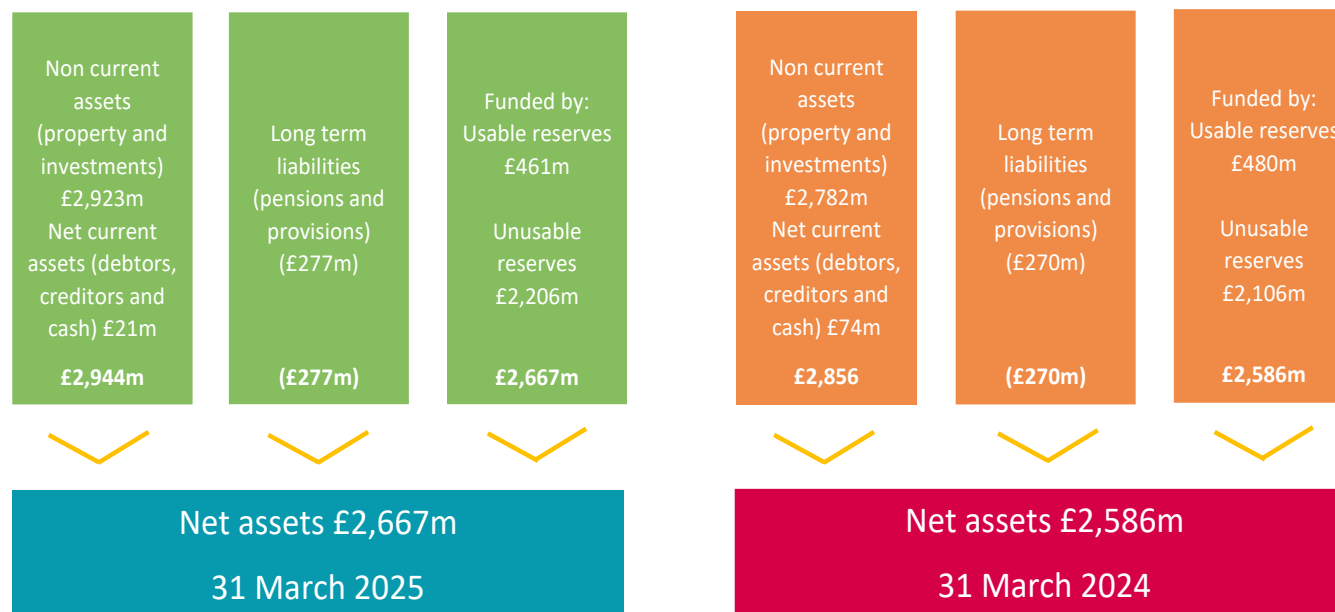 Non current
assets
(property and
investments)
£2,923m
Net current
assets (debtors,
creditors and
cash) £21m
£2,944m
Long term
liabilities
(pensions and
provisions)
(£277m)
(£277m)
Funded by:
Usable reserves
£461m
Unusable
reserves
£2,206m
£2,667m
Net assets £2,667m
31 March 2025
Non current
assets
(property and
investments)
£2,782m
Net current
assets (debtors,
creditors and
cash) £74m
£2,856
Long term
liabilities
(pensions and
provisions)
(£270m)
(£270m)
Funded by:
Usable reserves
£480m
Unusable
reserves
£2,106m
£2,586m
Net assets £2,586m
31 March 2024